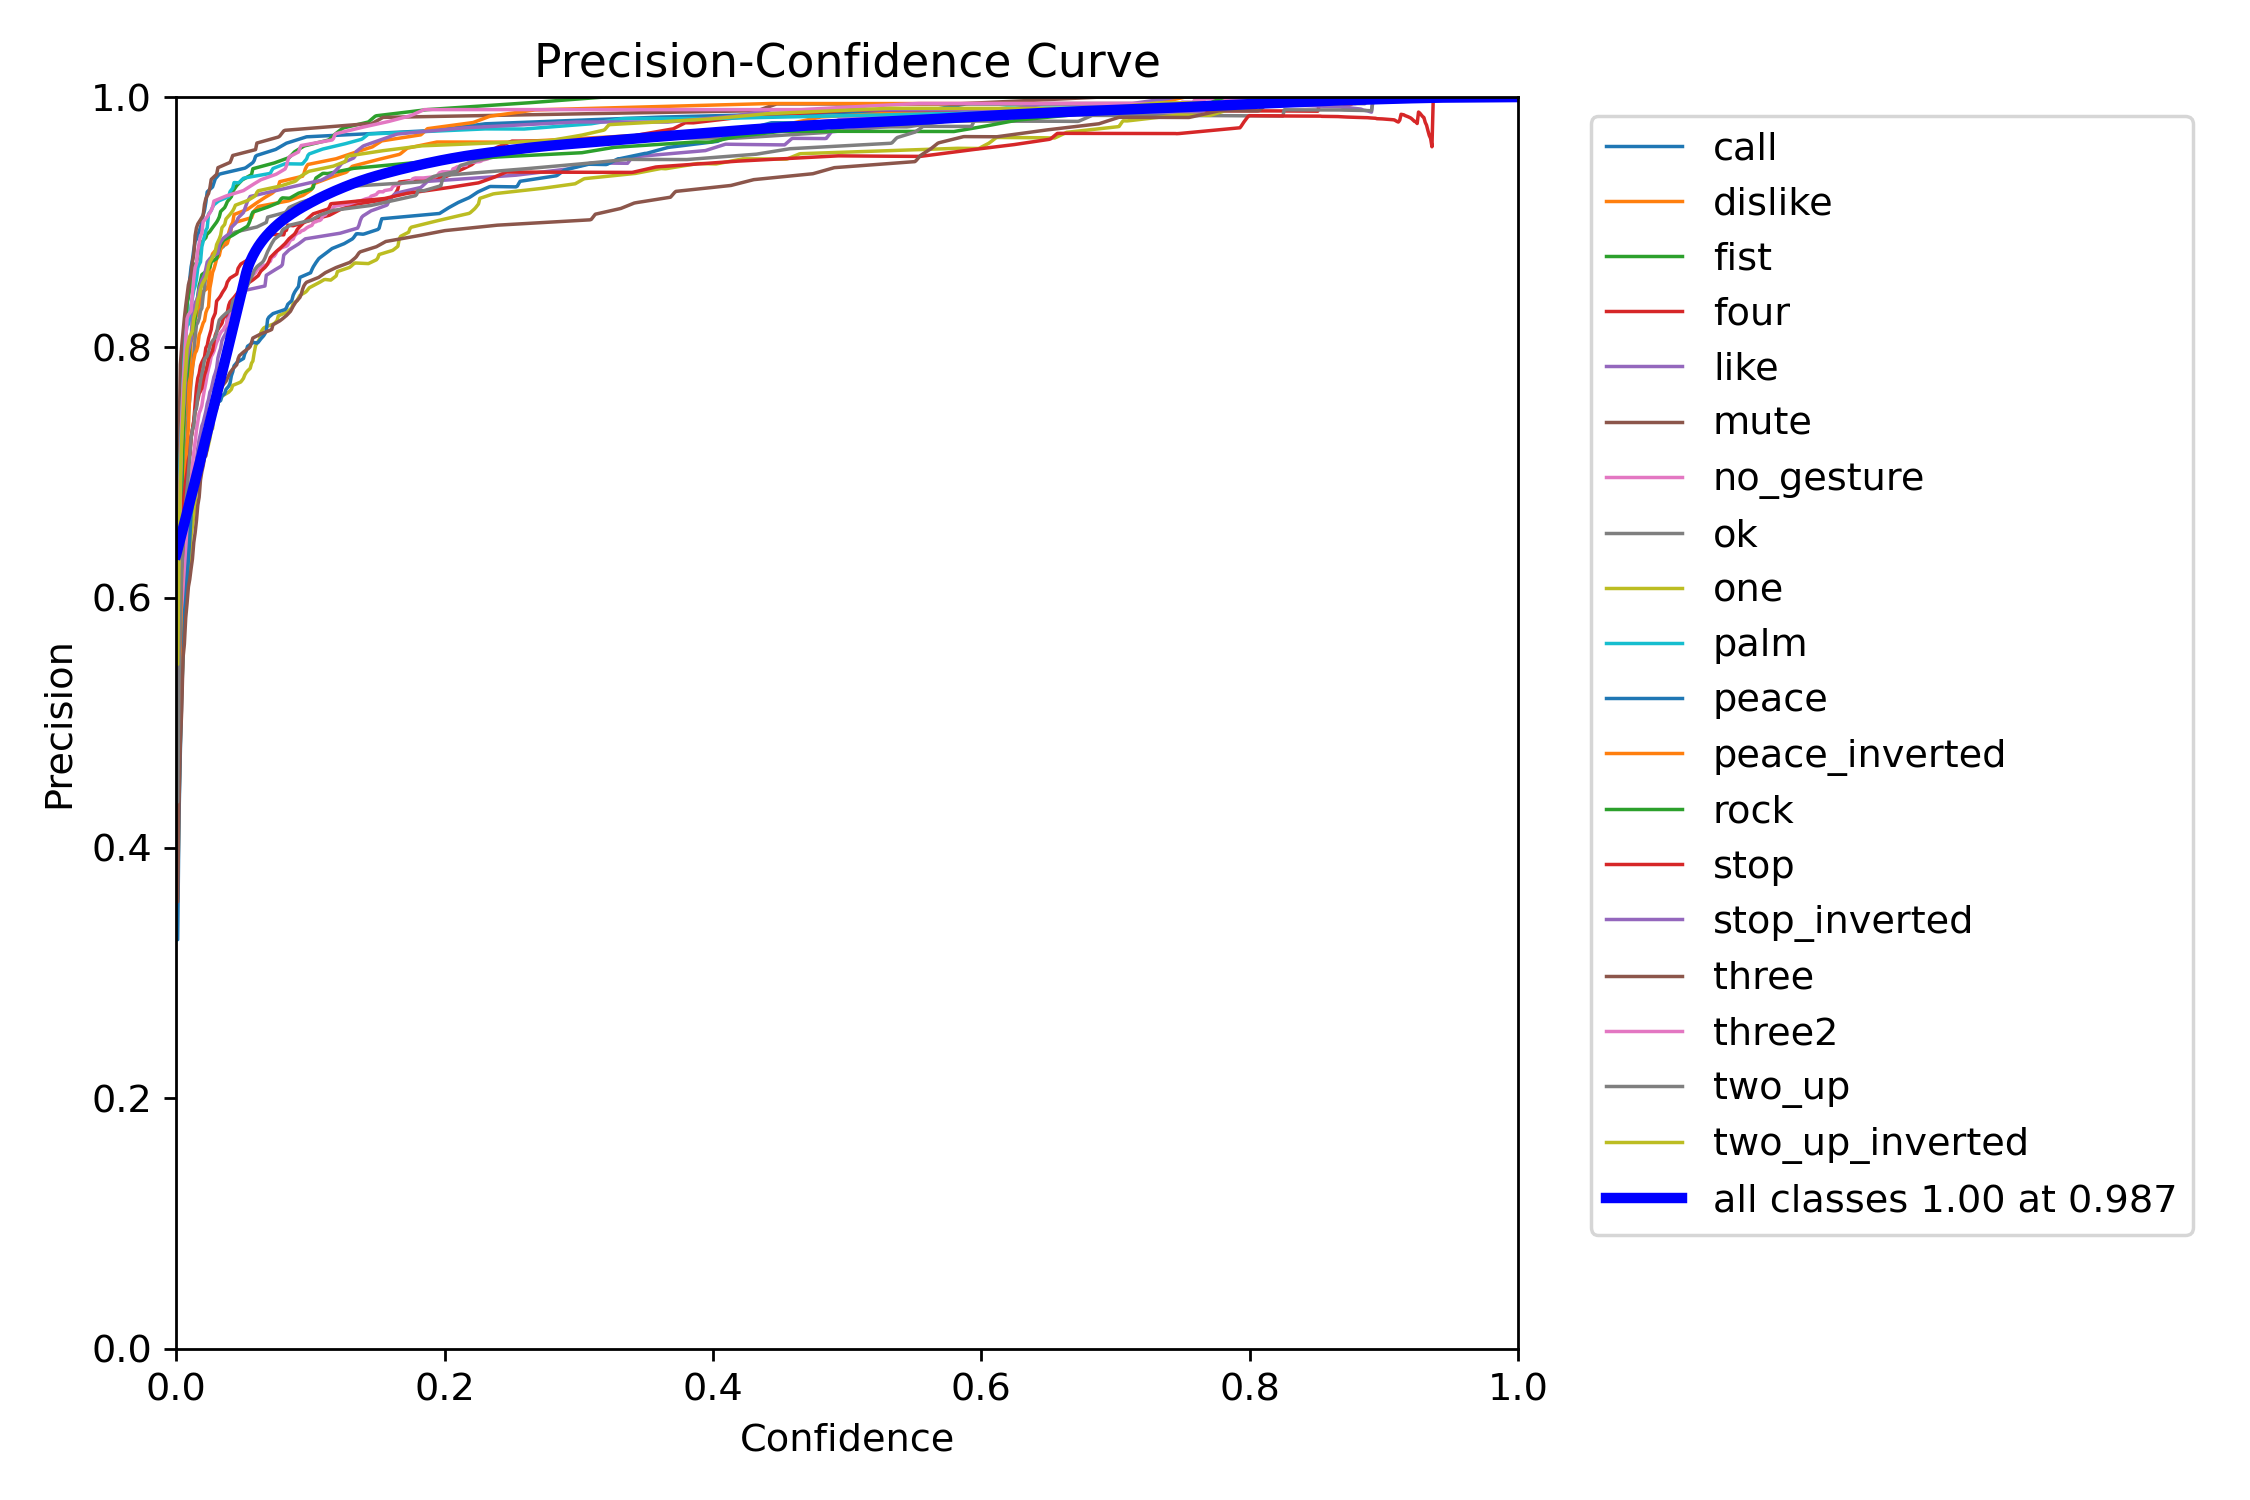 Precision-Confidence Curve
1.0
0.8
0.6
0.4
0.2
0.0
Precision
0.0 0.2 0.4 0.6 0.8 1.0
Confidence
call
dislike
fist
four
like
mute
no_gesture
ok
one
palm
peace
peace_inverted
rock
stop
stop_inverted
three
three2
two_up
two_up_inverted
all classes 1.00 at 0.987